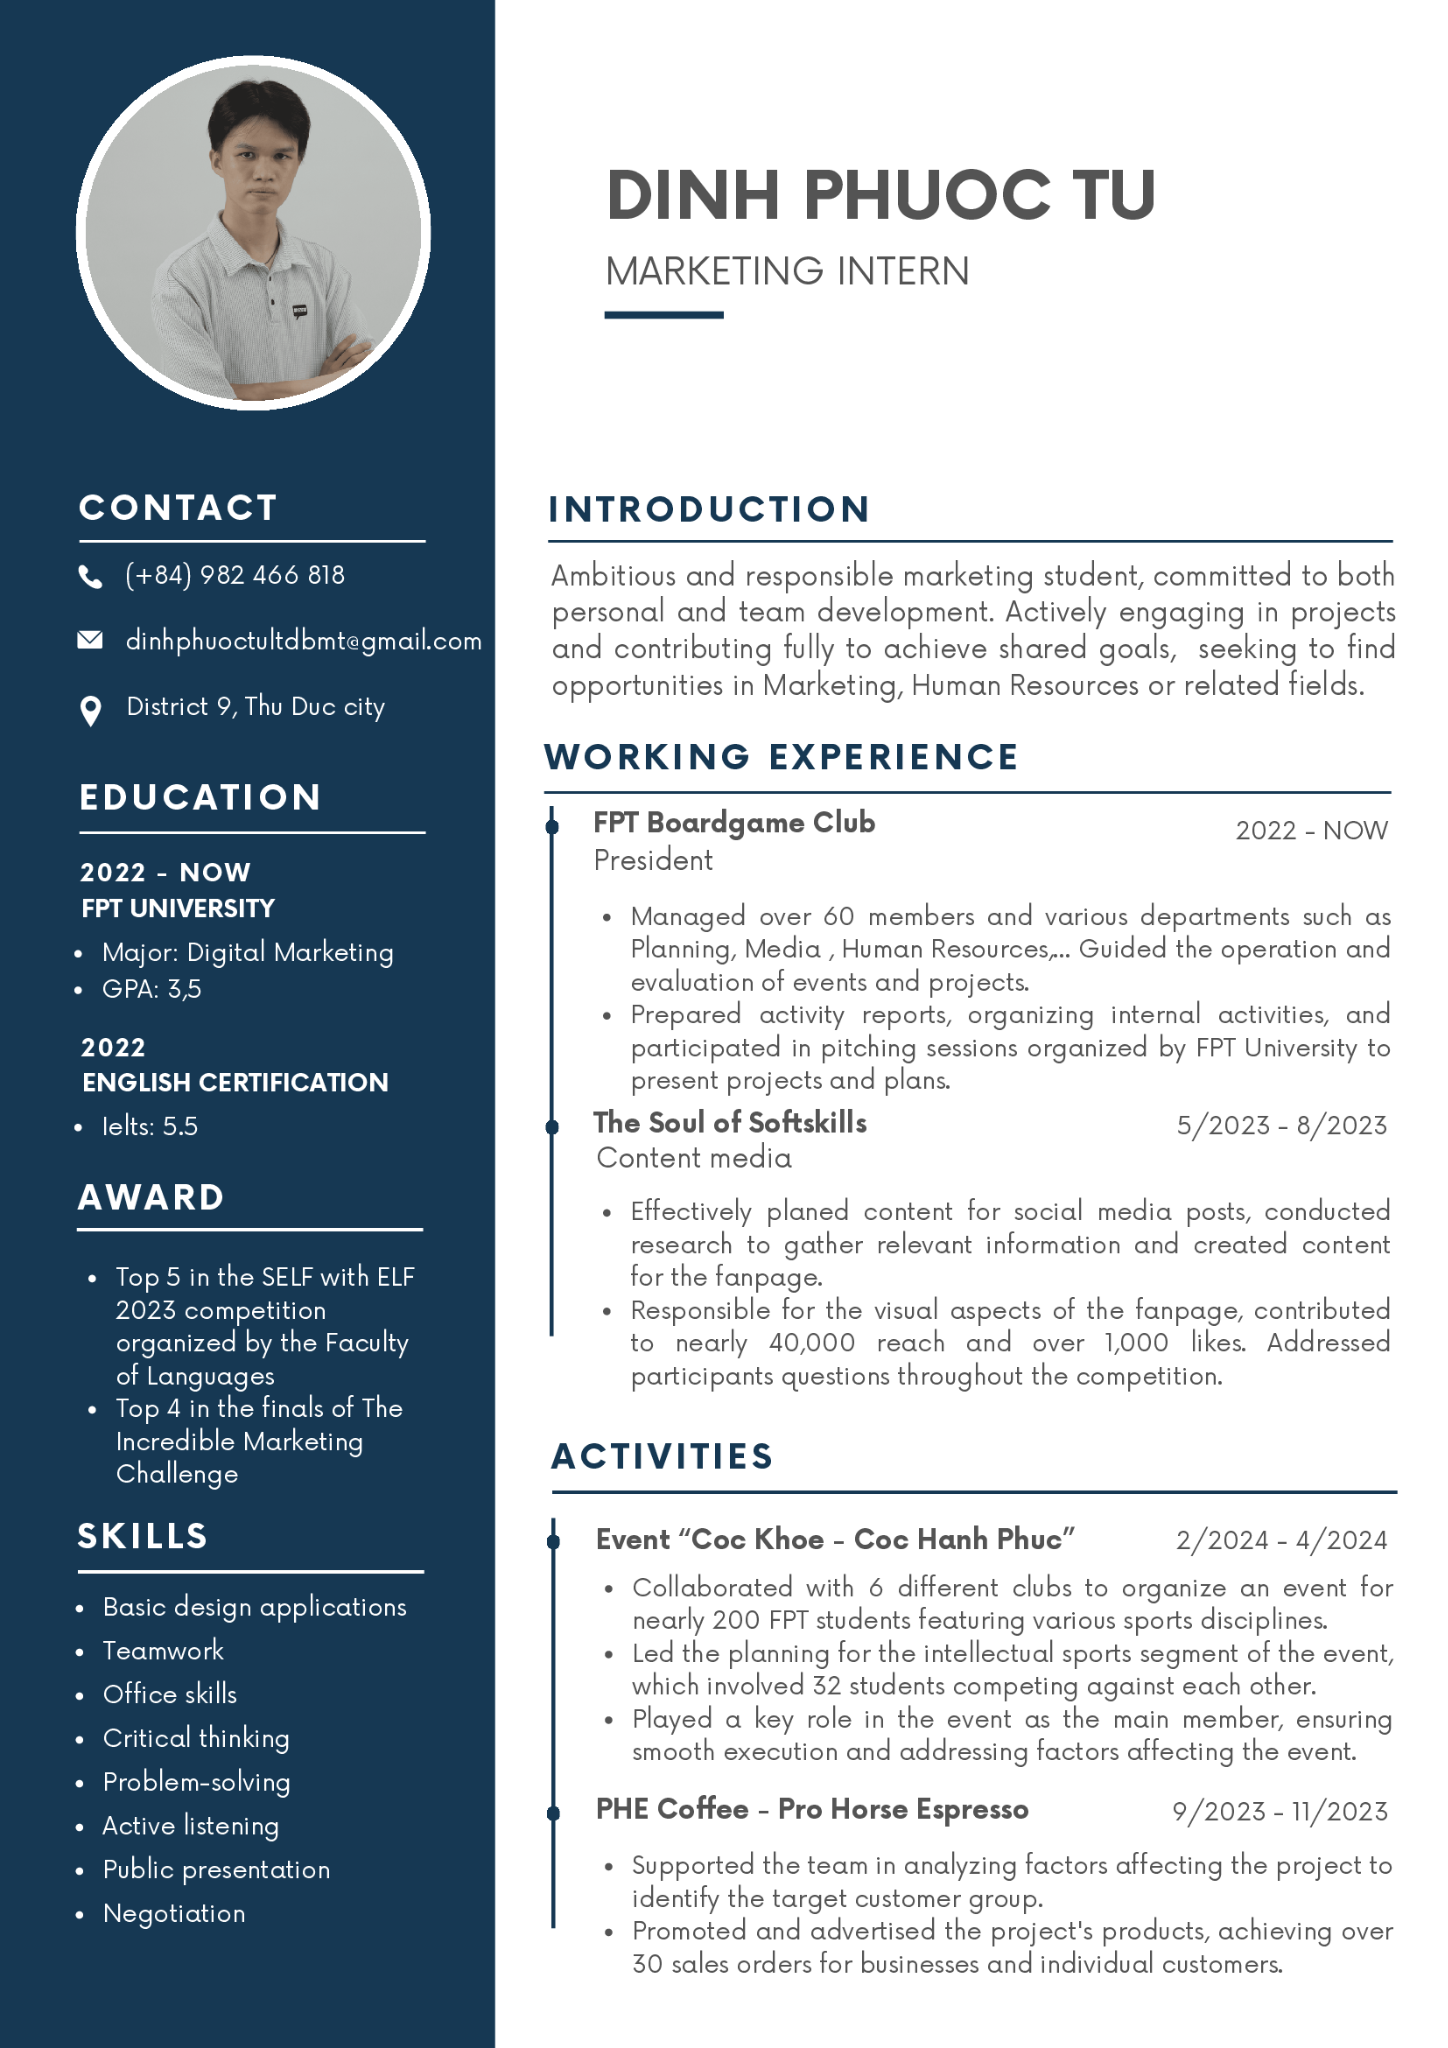 DINH PHUOC TU
MARKETING INTERN
CONTACT
(+84) 982 466 818
dinhphuoctultdbmt@gmail.com
District 9, Thu Duc city
EDUCATION
2022 - NOW
FPT UNIVERSITY
• Major: Digital Marketing
• GPA: 3,5
2022
ENGLISH CERTIFICATION
• Ielts: 5.5
AWARD
• Top 5 in the SELF with ELF
2023 competition
organized by the Faculty
of Languages
• Top 4 in the finals of The
Incredible Marketing
Challenge
SKILLS
• Basic design applications
• Teamwork
• Office skills
• Critical thinking
• Problem-solving
• Active listening
• Public presentation
• Negotiation
INTRODUCTION
Ambitious and responsible marketing student, committed to both
personal and team development. Actively engaging in projects
and contributing fully to achieve shared goals,  seeking to find
opportunities in Marketing, Human Resources or related fields.
WORKING EXPERIENCE
FPT Boardgame Club
2022 - NOW
President
• Managed over 60 members and various departments such as
Planning, Media , Human Resources,... Guided the operation and
evaluation of events and projects.
• Prepared activity reports, organizing internal activities, and
participated in pitching sessions organized by FPT University to
present projects and plans.
The Soul of Softskills
5/2023 - 8/2023
Content media
• Effectively planed content for social media posts, conducted
research to gather relevant information and created content
for the fanpage.
• Responsible for the visual aspects of the fanpage, contributed
to nearly 40,000 reach and over 1,000 likes. Addressed
participants questions throughout the competition.
ACTIVITIES
Event “Coc Khoe - Coc Hanh Phuc”
2/2024 - 4/2024
• Collaborated with 6 different clubs to organize an event for
nearly 200 FPT students featuring various sports disciplines.
• Led the planning for the intellectual sports segment of the event,
which involved 32 students competing against each other.
• Played a key role in the event as the main member, ensuring
smooth execution and addressing factors affecting the event.
PHE Coffee - Pro Horse Espresso
9/2023 - 11/2023
• Supported the team in analyzing factors affecting the project to
identify the target customer group.
• Promoted and advertised the project's products, achieving over
30 sales orders for businesses and individual customers.